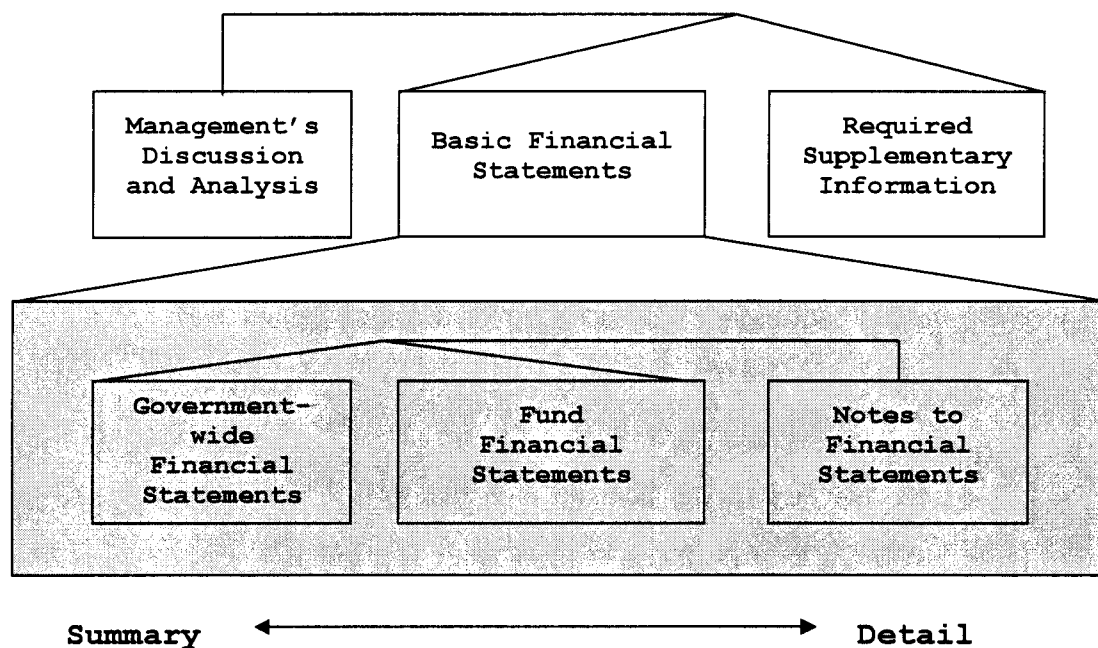 Management's
Discussion
and Analysis
Basic Financial
Statements
Required
Supplementary
Information
Government-
wide
Financial
Statements
Fund
Financial
Statements
Notes to
Financial
Statements
Summary
Detail